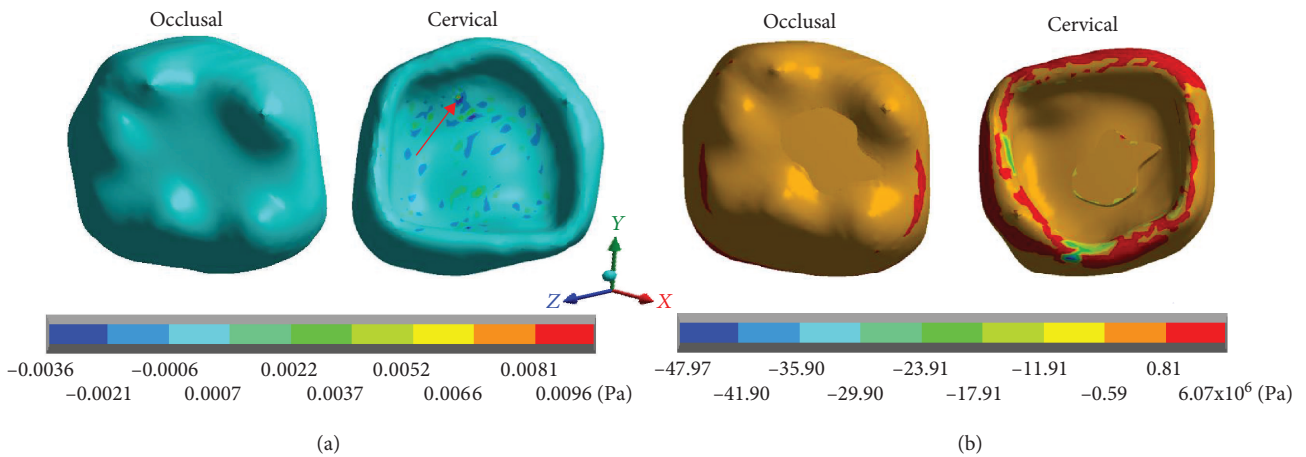 Occlusal Cervical Occlusal Cervical
Y
Z X
−0.0036 −0.0006 0.0022 0.0052 0.0081
−0.0021 0.0007 0.0037 0.0066 0.0096 (Pa)
(a)
−47.97 −35.90 −23.91 −11.91 0.81
−41.90 −29.90 −17.91 −0.59 6.07x10⁶ (Pa)
(b)